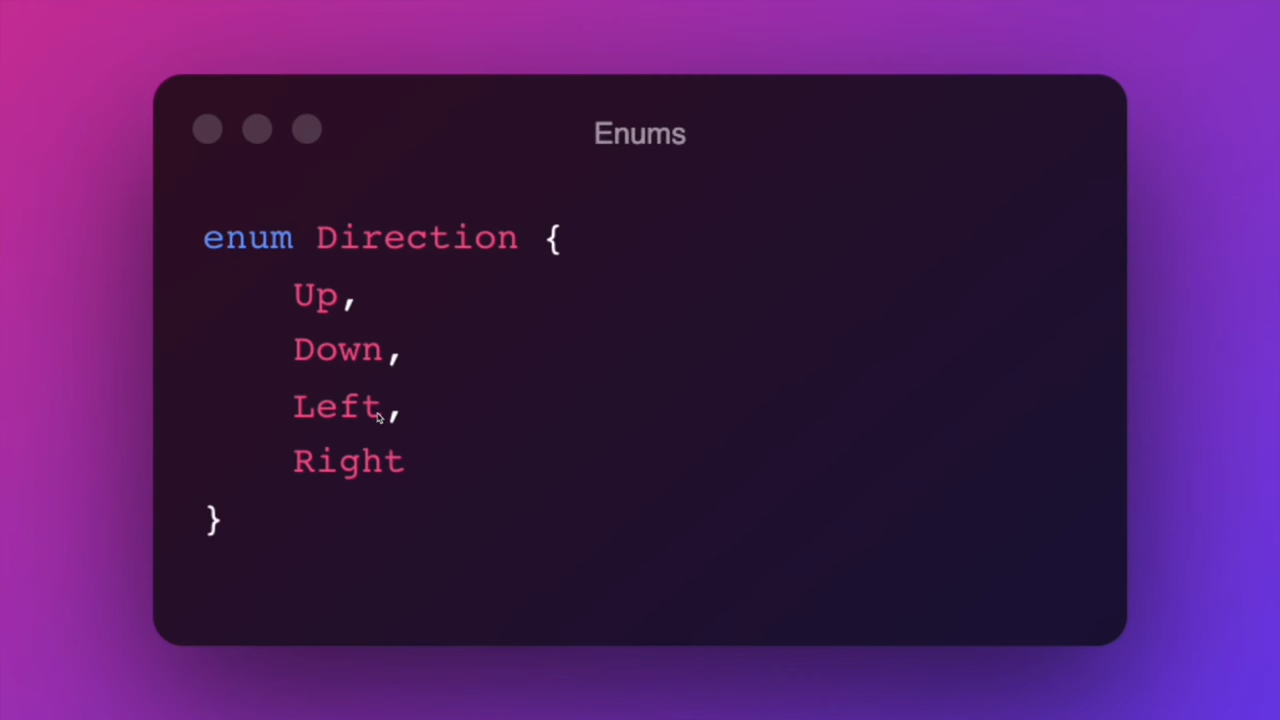 Enums
enum Direction {
Up,
Down,
Left,
Right
}